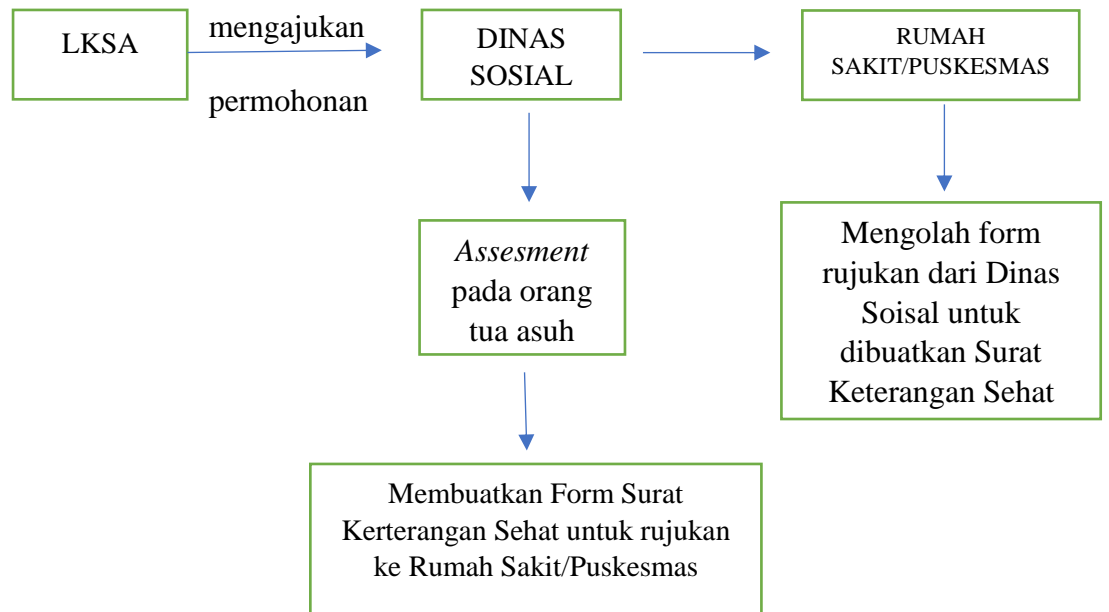 LKSA
mengajukan
permohonan
DINAS
SOSIAL
RUMAH
SAKIT/PUSKESMAS
Assesment
pada orang
tua asuh
Mengolah form
rujukan dari Dinas
Soisal untuk
dibuatkan Surat
Keterangan Sehat
Membuatkan Form Surat
Kerterangan Sehat untuk rujukan
ke Rumah Sakit/Puskesmas